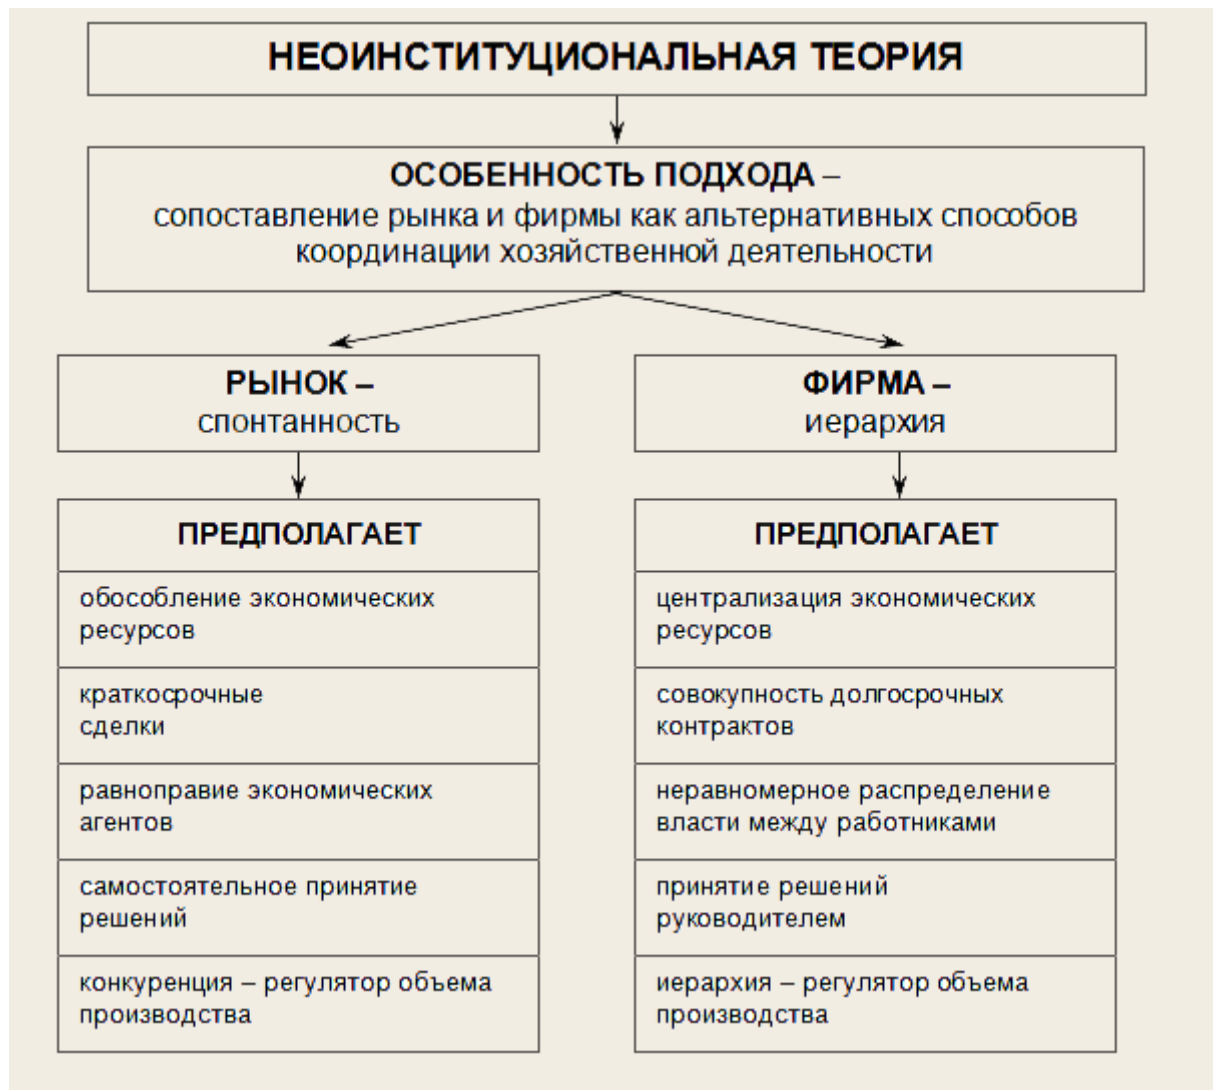 НЕОИНСТИТУЦИОНАЛЬНАЯ ТЕОРИЯ
ОСОБЕННОСТЬ ПОДХОДА –
сопоставление рынка и фирмы как альтернативных способов
координации хозяйственной деятельности
РЫНОК –
спонтанность
ПРЕДПОЛАГАЕТ
обособление экономических
ресурсов
краткосрочные
сделки
равноправие экономических
агентов
самостоятельное принятие
решений
конкуренция – регулятор объема
производства
ФИРМА –
иерархия
ПРЕДПОЛАГАЕТ
централизация экономических
ресурсов
совокупность долгосрочных
контрактов
неравномерное распределение
власти между работниками
принятие решений
руководителем
иерархия – регулятор объема
производства